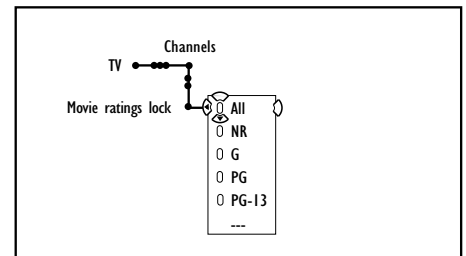 Channels
TV
Movie ratings lock
All
NR
G
PG
PG-13
---